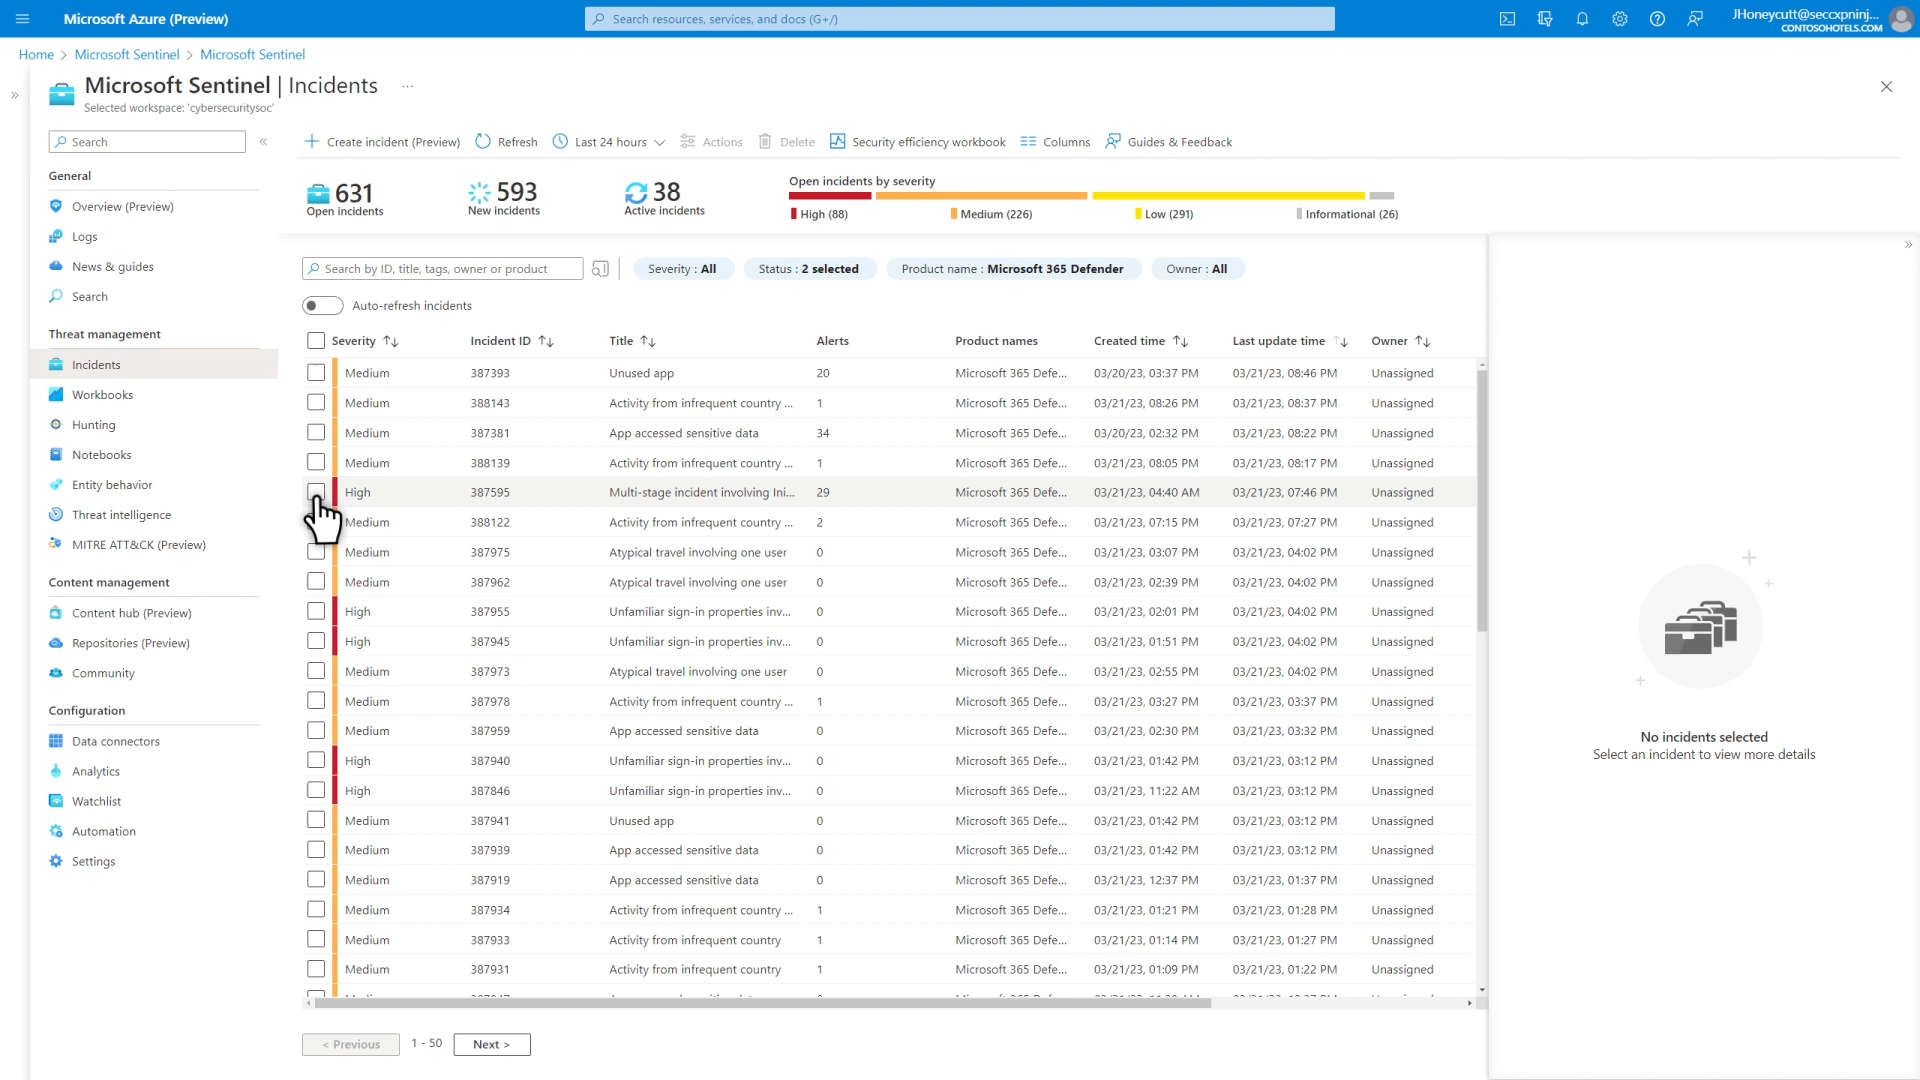 Microsoft Azure (Preview)
Search resources, services, and docs (G+/)
JHoneycutt@seccxpninj...
CONTOSOHOTELS.COM
Home > Microsoft Sentinel > Microsoft Sentinel
Microsoft Sentinel | Incidents ...
Selected workspace: 'cybersecuritysoc'
Search
General
Overview (Preview)
Logs
News & guides
Search
Threat management
Incidents
Workbooks
Hunting
Notebooks
Entity behavior
Threat intelligence
MITRE ATT&CK (Preview)
Content management
Content hub (Preview)
Repositories (Preview)
Community
Configuration
Data connectors
Analytics
Watchlist
Automation
Settings
Create incident (Preview) Refresh Last 24 hours Actions Delete Security efficiency workbook Columns Guides & Feedback
631 Open incidents
593 New incidents
38 Active incidents
Open incidents by severity
High (88) Medium (226) Low (291) Informational (26)
Search by ID, title, tags, owner or product
Severity : All Status : 2 selected Product name : Microsoft 365 Defender Owner : All
Auto-refresh incidents
Severity Incident ID Title Alerts Product names Created time Last update time Owner
Medium 387393 Unused app 20 Microsoft 365 Defe... 03/20/23, 03:37 PM 03/21/23, 08:46 PM Unassigned
Medium 388143 Activity from infrequent country ... 1 Microsoft 365 Defe... 03/21/23, 08:26 PM 03/21/23, 08:37 PM Unassigned
Medium 387381 App accessed sensitive data 34 Microsoft 365 Defe... 03/20/23, 02:32 PM 03/21/23, 08:22 PM Unassigned
Medium 388139 Activity from infrequent country ... 1 Microsoft 365 Defe... 03/21/23, 08:05 PM 03/21/23, 08:17 PM Unassigned
High 387595 Multi-stage incident involving Ini... 29 Microsoft 365 Defe... 03/21/23, 04:40 AM 03/21/23, 07:46 PM Unassigned
Medium 388122 Activity from infrequent country ... 2 Microsoft 365 Defe... 03/21/23, 07:15 PM 03/21/23, 07:27 PM Unassigned
Medium 387975 Atypical travel involving one user 0 Microsoft 365 Defe... 03/21/23, 03:07 PM 03/21/23, 04:02 PM Unassigned
Medium 387962 Atypical travel involving one user 0 Microsoft 365 Defe... 03/21/23, 02:39 PM 03/21/23, 04:02 PM Unassigned
High 387955 Unfamiliar sign-in properties inv... 0 Microsoft 365 Defe... 03/21/23, 02:01 PM 03/21/23, 04:02 PM Unassigned
High 387945 Unfamiliar sign-in properties inv... 0 Microsoft 365 Defe... 03/21/23, 01:51 PM 03/21/23, 04:02 PM Unassigned
Medium 387973 Atypical travel involving one user 0 Microsoft 365 Defe... 03/21/23, 02:55 PM 03/21/23, 04:02 PM Unassigned
Medium 387978 Activity from infrequent country ... 1 Microsoft 365 Defe... 03/21/23, 03:27 PM 03/21/23, 03:37 PM Unassigned
Medium 387959 App accessed sensitive data 0 Microsoft 365 Defe... 03/21/23, 02:30 PM 03/21/23, 03:32 PM Unassigned
High 387940 Unfamiliar sign-in properties inv... 0 Microsoft 365 Defe... 03/21/23, 01:42 PM 03/21/23, 03:12 PM Unassigned
High 387846 Unfamiliar sign-in properties inv... 0 Microsoft 365 Defe... 03/21/23, 11:22 AM 03/21/23, 03:12 PM Unassigned
Medium 387941 Unused app 0 Microsoft 365 Defe... 03/21/23, 01:42 PM 03/21/23, 03:12 PM Unassigned
Medium 387939 App accessed sensitive data 0 Microsoft 365 Defe... 03/21/23, 01:42 PM 03/21/23, 03:12 PM Unassigned
Medium 387919 App accessed sensitive data 0 Microsoft 365 Defe... 03/21/23, 12:37 PM 03/21/23, 01:37 PM Unassigned
Medium 387934 Activity from infrequent country ... 1 Microsoft 365 Defe... 03/21/23, 01:21 PM 03/21/23, 01:28 PM Unassigned
Medium 387933 Activity from infrequent country 1 Microsoft 365 Defe... 03/21/23, 01:14 PM 03/21/23, 01:27 PM Unassigned
Medium 387931 Activity from infrequent country 1 Microsoft 365 Defe... 03/21/23, 01:09 PM 03/21/23, 01:22 PM Unassigned
< Previous 1 - 50 Next >
No incidents selected
Select an incident to view more details